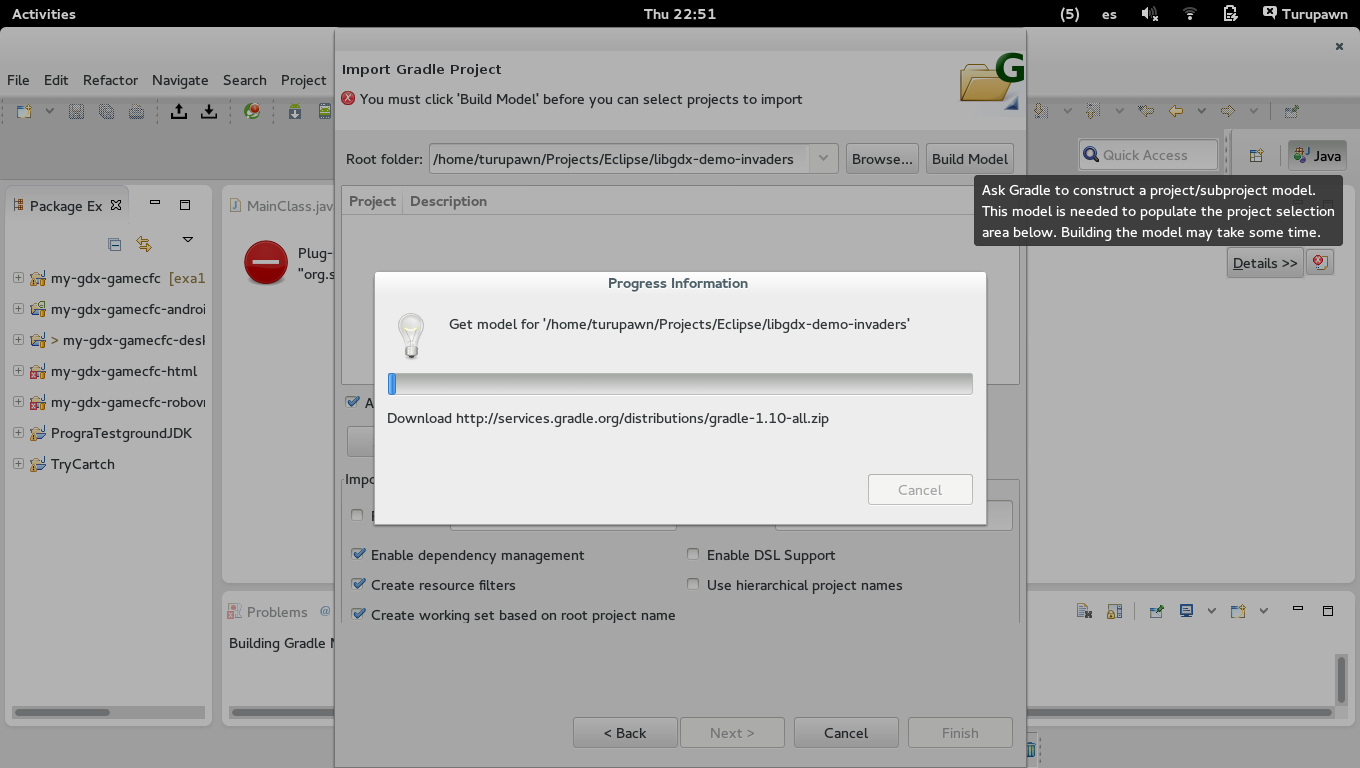 Activities
Thu 22:51
(5)
es
Turupawn
File Edit Refactor Navigate Search Project
Import Gradle Project
You must click 'Build Model' before you can select projects to import
Root folder: /home/turupawn/Projects/Eclipse/libgdx-demo-invaders Browse... Build Model
Quick Access
Java
Ask Gradle to construct a project/subproject model.
This model is needed to populate the project selection
area below. Building the model may take some time.
Project Description
Package Ex
MainClass.jav
Plug-
"org.s
Details >>
my-gdx-gamecfc [exa1
my-gdx-gamecfc-androi
> my-gdx-gamecfc-desk
my-gdx-gamecfc-html
my-gdx-gamecfc-robovr
PrograTestgroundJDK
TryCartch
Progress Information
Get model for '/home/turupawn/Projects/Eclipse/libgdx-demo-invaders'
Download http://services.gradle.org/distributions/gradle-1.10-all.zip
Cancel
Impo
Enable dependency management
Enable DSL Support
Create resource filters
Use hierarchical project names
Create working set based on root project name
Problems @
Building Gradle M
< Back Next > Cancel Finish